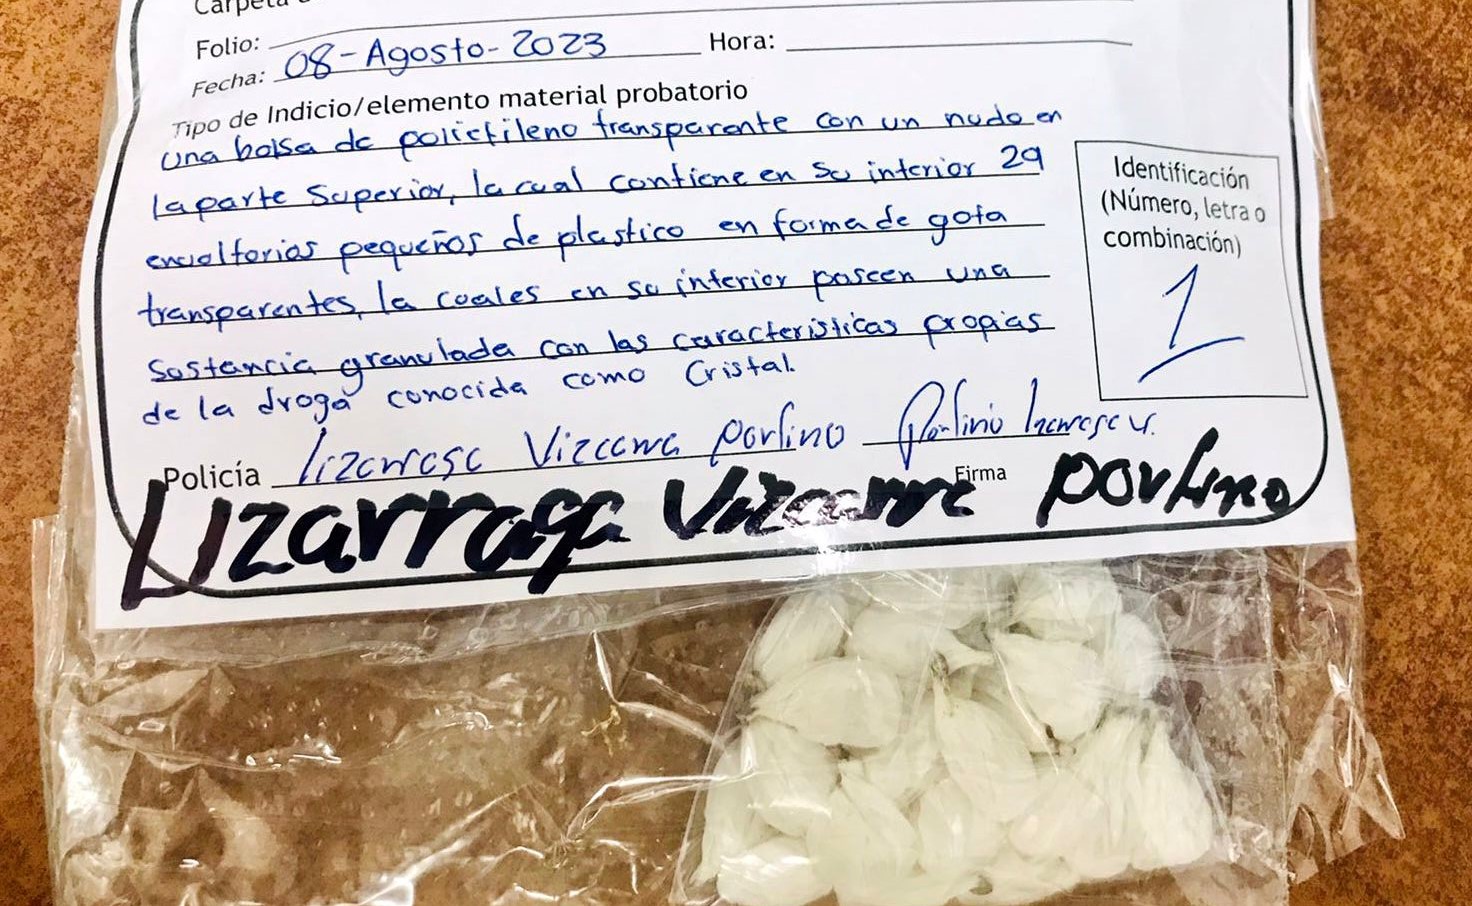 Carpeta
Folio:
Fecha: 08-Agosto-2023 Hora:
Tipo de Indicio/elemento material probatorio
una bolsa de polietileno transparente con un nudo en
la parte Superior, la cual contiene en su interior 29
envoltorios pequeños de plastico en forma de gota
transparentes, la cuales en su interior poseen una
Sustancia granulada con las caracteristicas propias
de la droga conocida como Cristal.
Identificación
(Número, letra o
combinación)
1
Policía Lizarraga Vizcarra Porfirio
Firma
Lizarraga Vizcarra Porfirio